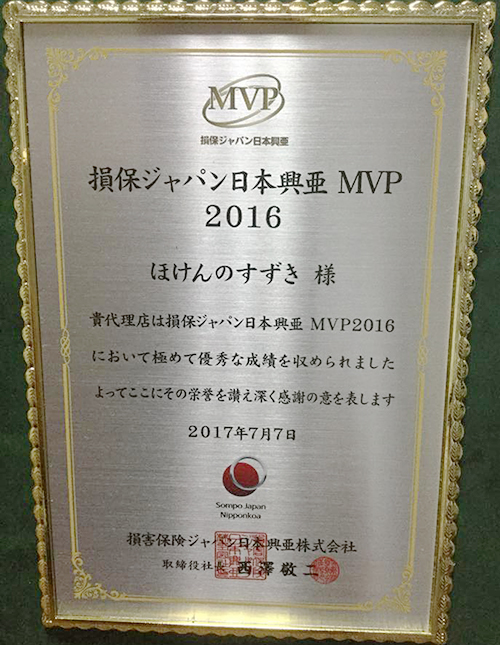 MVP
損保ジャパン日本興亜
損保ジャパン日本興亜 MVP
2016
ほけんのすずき 様
貴代理店は損保ジャパン日本興亜 MVP2016
において極めて優秀な成績を収められました
よってここにその栄誉を讃え深く感謝の意を表します
2017年7月7日
Sompo Japan
Nipponkoa
損害保険ジャパン日本興亜株式会社
取締役社長 西澤敬二